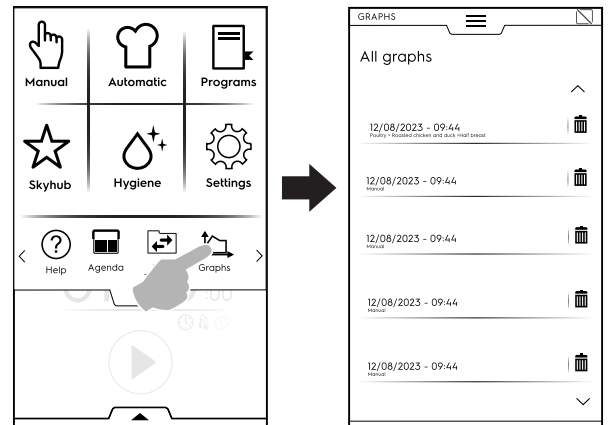 Manual Automatic Programs
Skyhub Hygiene Settings
Help Agenda Graphs
:00
GRAPHS
All graphs
12/08/2023 - 09:44
Poultry > Roasted chicken and duck >Half breast
12/08/2023 - 09:44
Manual
12/08/2023 - 09:44
Manual
12/08/2023 - 09:44
Manual
12/08/2023 - 09:44
Manual